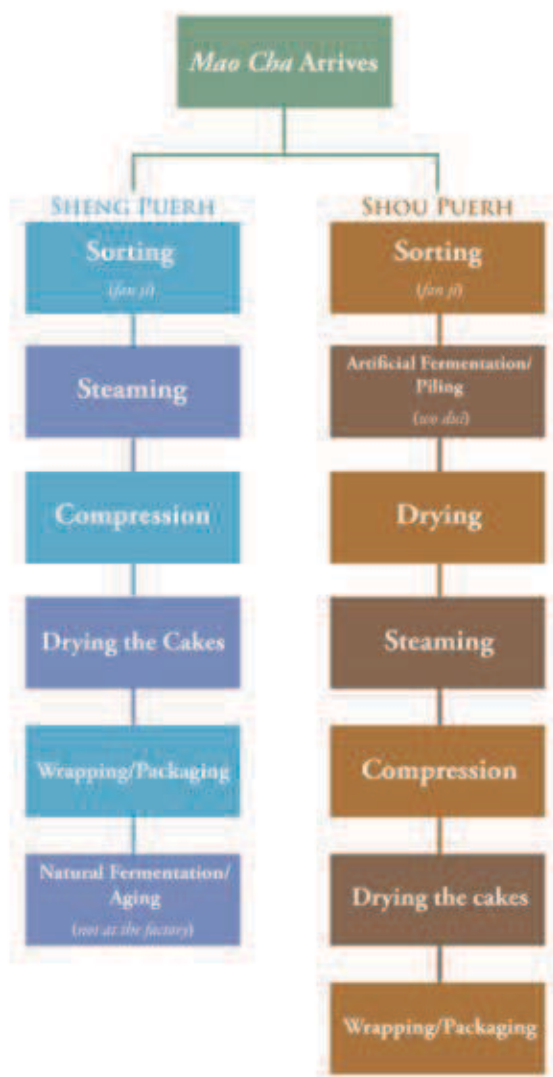 Mao Cha Arrives
SHENG PUERH
Sorting
(fan ji)
Steaming
Compression
Drying the Cakes
Wrapping/Packaging
Natural Fermentation/
Aging
(not at the factory)
SHOU PUERH
Sorting
(fan ji)
Artificial Fermentation/
Piling
(wo dui)
Drying
Steaming
Compression
Drying the cakes
Wrapping/Packaging